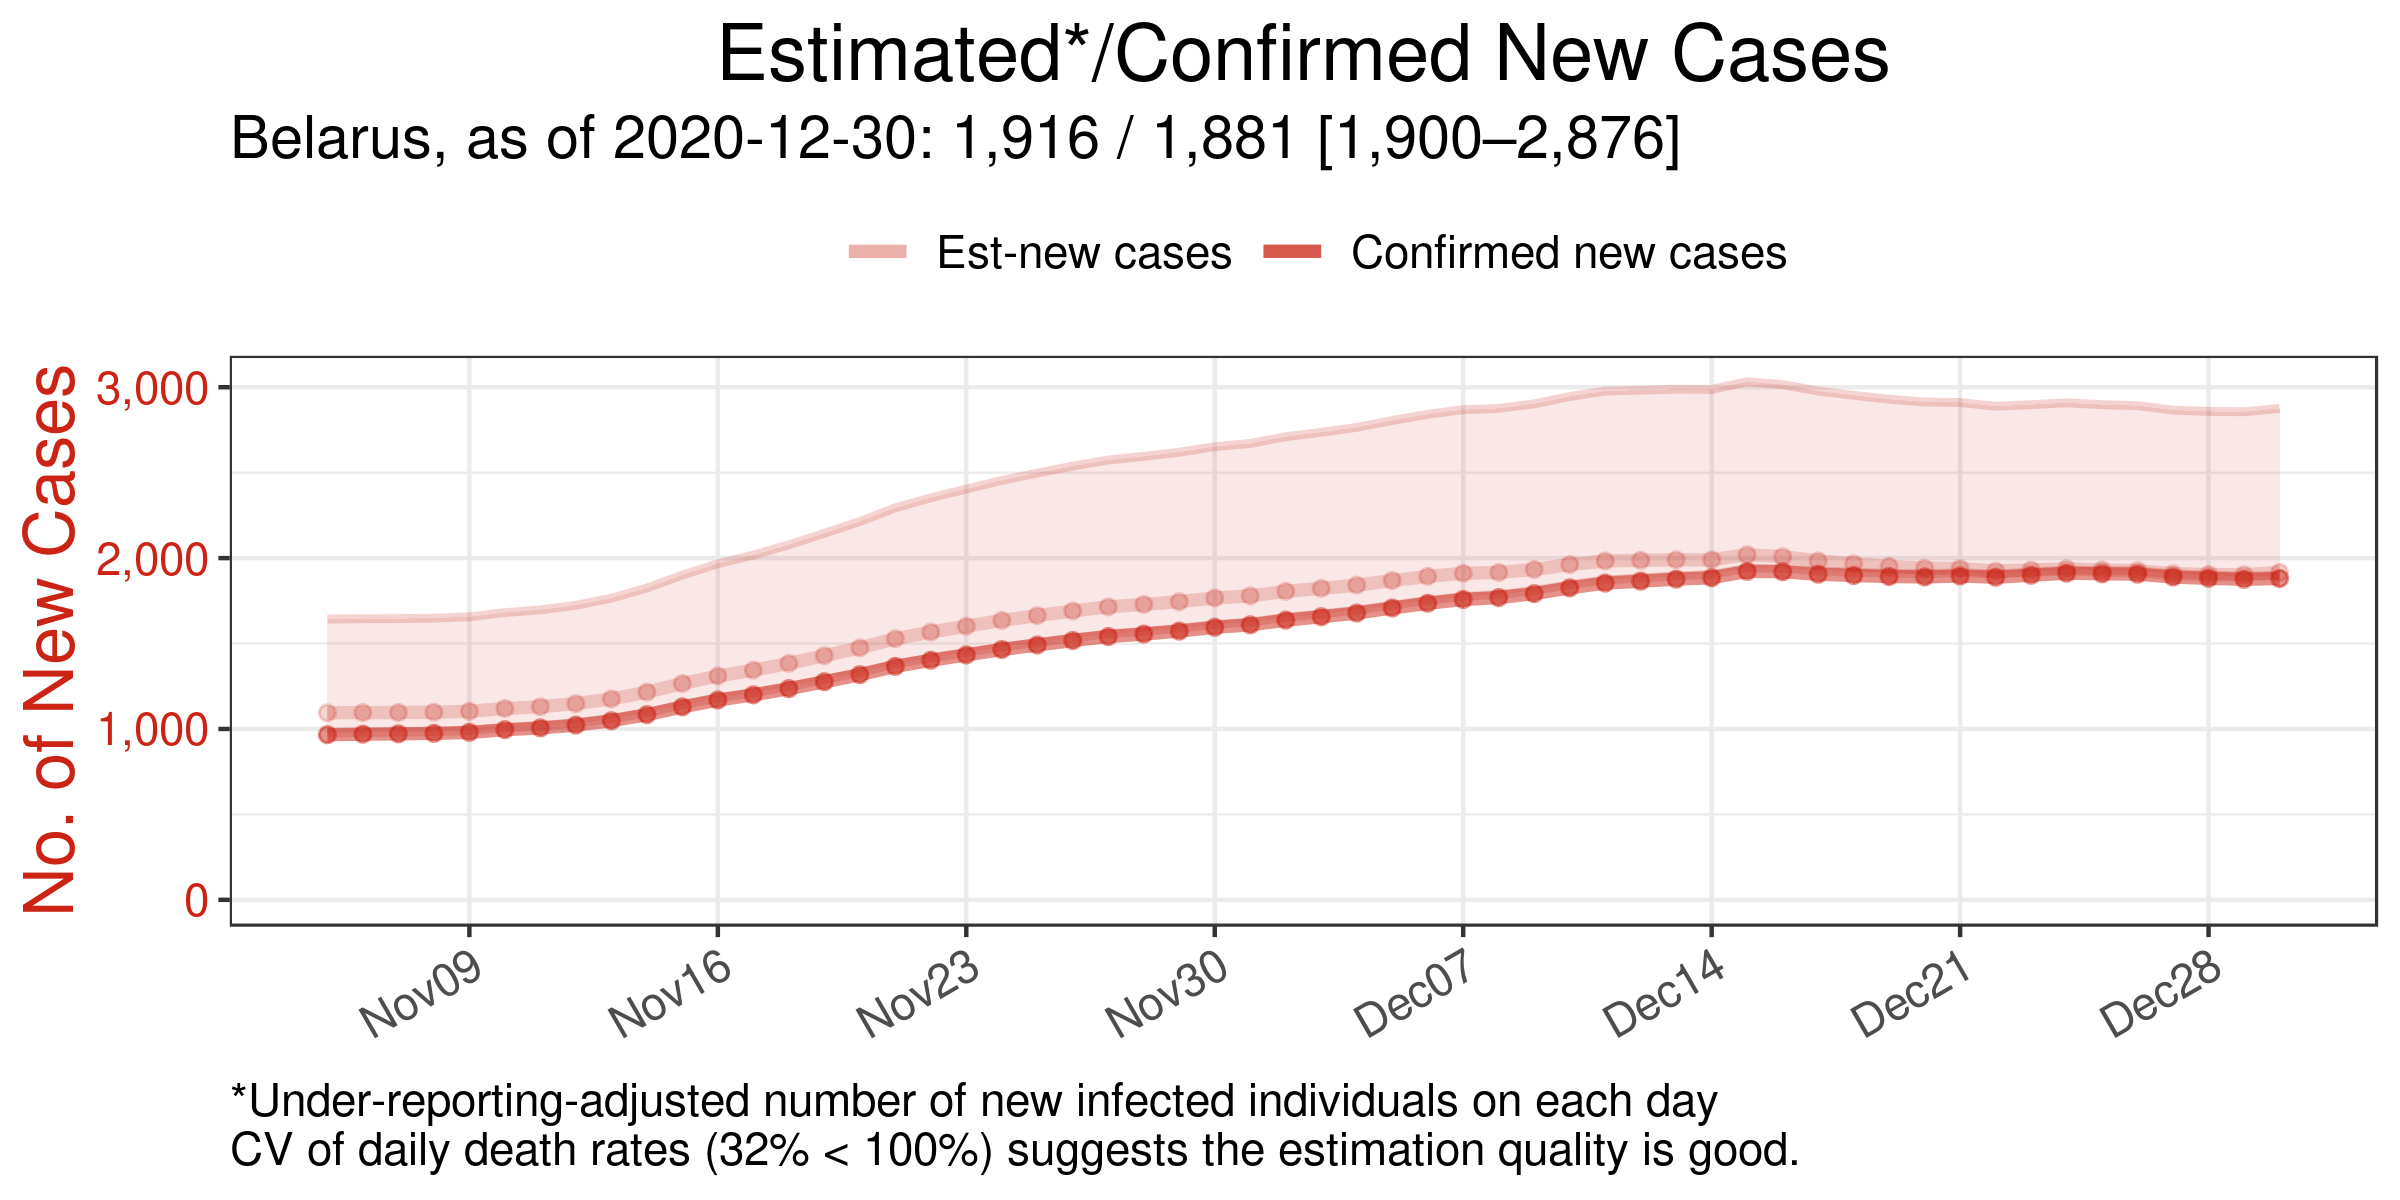 Estimated*/Confirmed New Cases
Belarus, as of 2020-12-30: 1,916 / 1,881 [1,900–2,876]
Est-new cases Confirmed new cases
No. of New Cases
3,000
2,000
1,000
0
Nov09 Nov16 Nov23 Nov30 Dec07 Dec14 Dec21 Dec28
*Under-reporting-adjusted number of new infected individuals on each day
CV of daily death rates (32% < 100%) suggests the estimation quality is good.